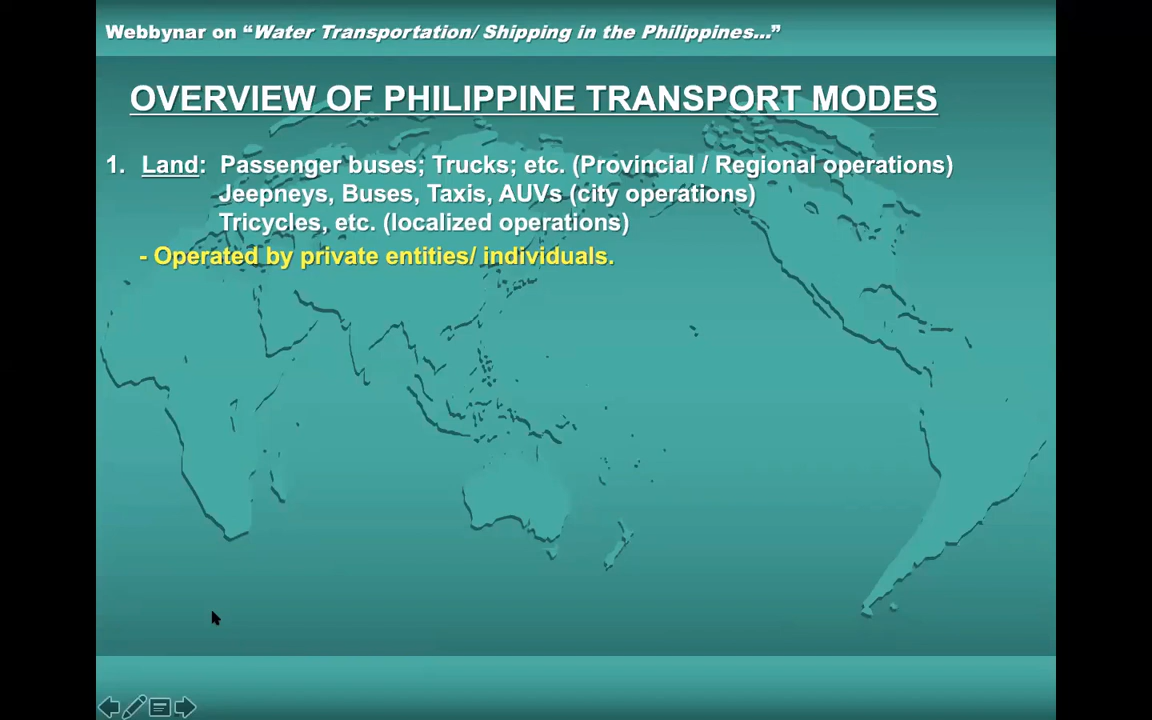 Webbynar on “Water Transportation/ Shipping in the Philippines...”
OVERVIEW OF PHILIPPINE TRANSPORT MODES
1. Land: Passenger buses; Trucks; etc. (Provincial / Regional operations)
Jeepneys, Buses, Taxis, AUVs (city operations)
Tricycles, etc. (localized operations)
- Operated by private entities/ individuals.